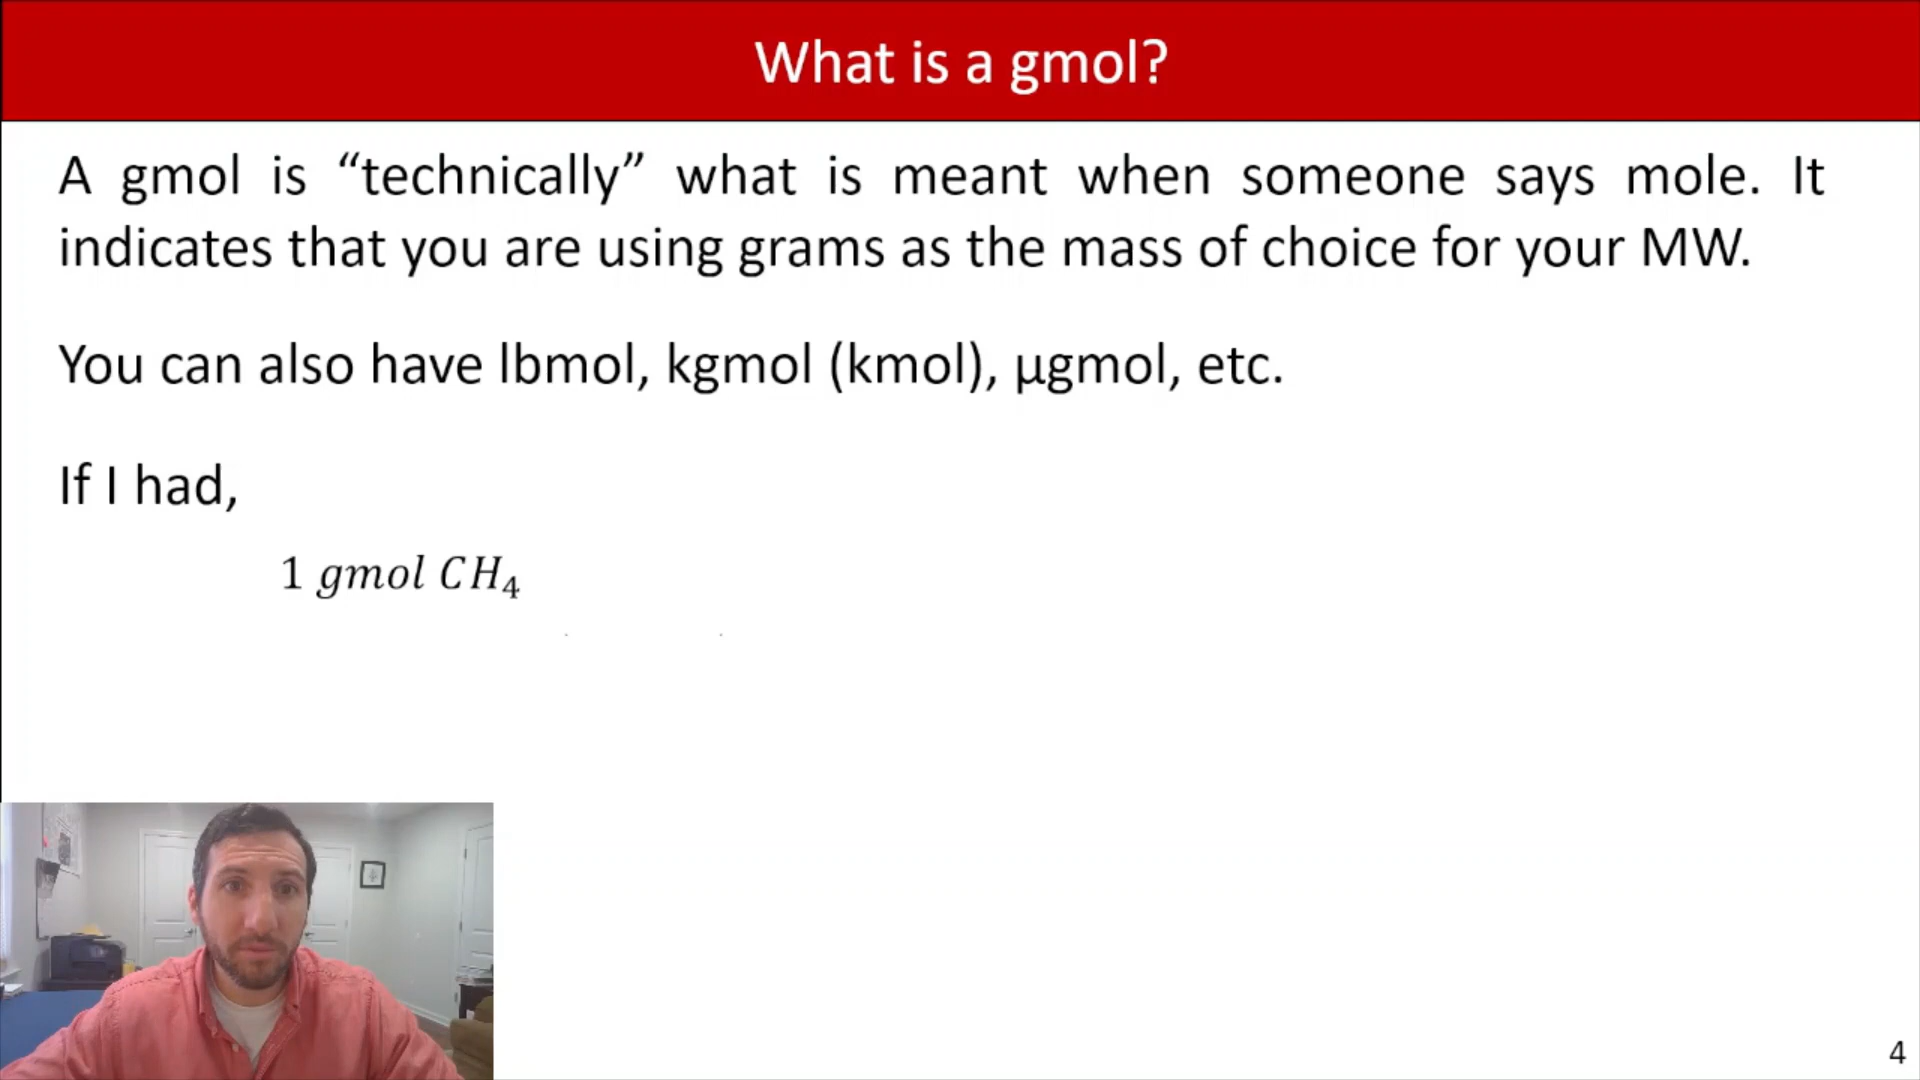 What is a gmol?
A gmol is “technically” what is meant when someone says mole. It
indicates that you are using grams as the mass of choice for your MW.
You can also have lbmol, kgmol (kmol), μgmol, etc.
If I had,
1 gmol CH₄
4